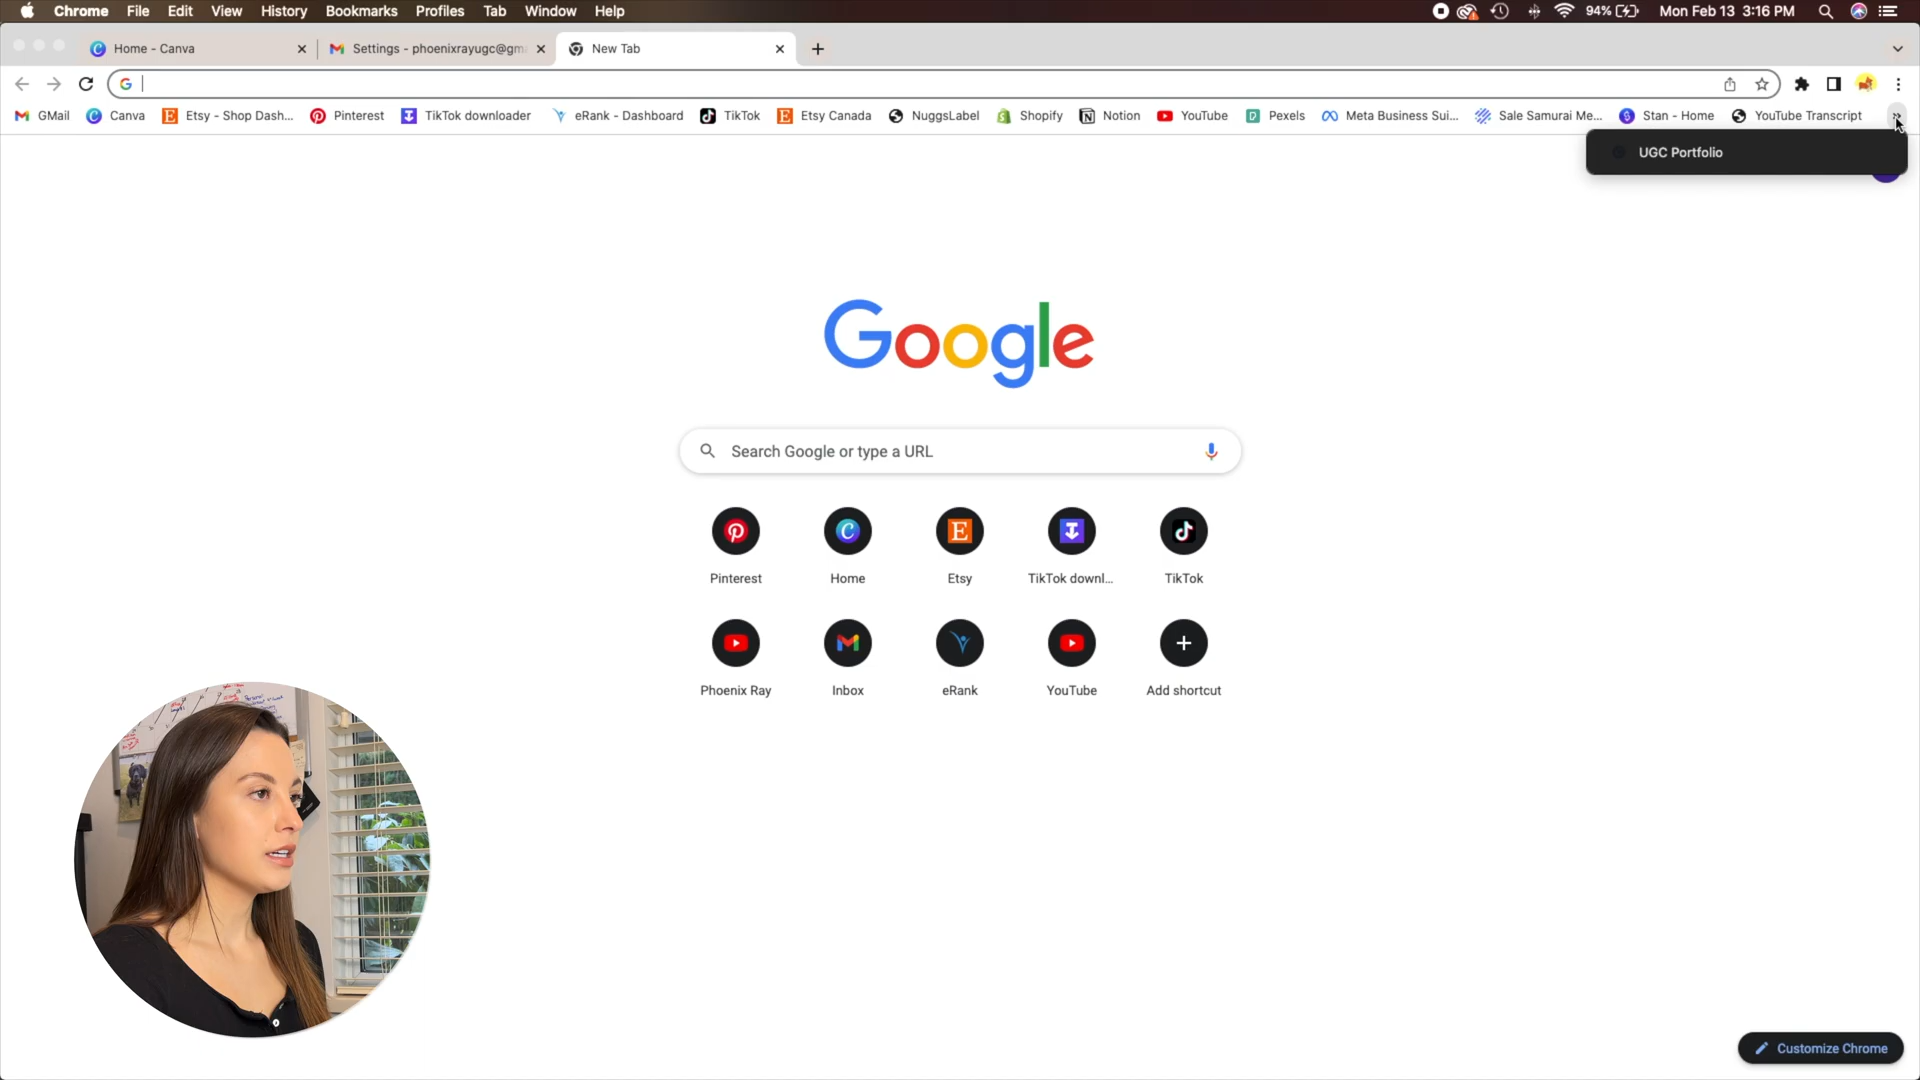 Chrome File Edit View History Bookmarks Profiles Tab Window Help 94% Mon Feb 13 3:16 PM
Home - Canva Settings - phoenixrayugc@gm New Tab
GMail Canva Etsy - Shop Dash... Pinterest TikTok downloader eRank - Dashboard TikTok Etsy Canada NuggsLabel Shopify Notion YouTube Pexels Meta Business Sui... Sale Samurai Me... Stan - Home YouTube Transcript
UGC Portfolio
Google
Search Google or type a URL
Pinterest Home Etsy TikTok downl... TikTok
Phoenix Ray Inbox eRank YouTube Add shortcut
Customize Chrome